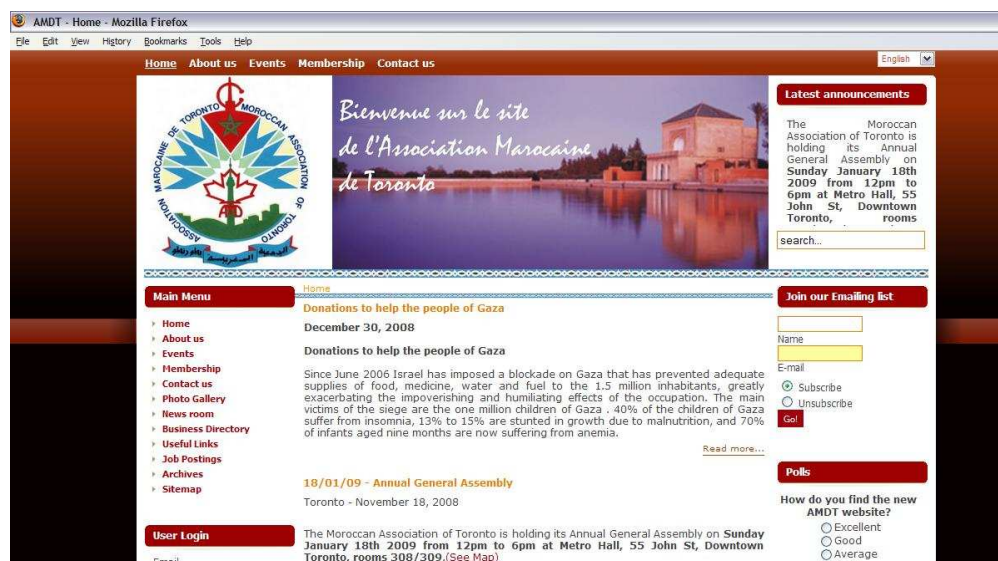 AMDT - Home - Mozilla Firefox
File Edit View History Bookmarks Tools Help
Home About us Events Membership Contact us
English
ASSOCIATION MAROCAINE DE TORONTO
MOROCCAN ASSOCIATION OF TORONTO
Bienvenue sur le site
de l'Association Marocaine
de Toronto
Latest announcements
The Moroccan
Association of Toronto is
holding its Annual
General Assembly on
Sunday January 18th
2009 from 12pm to
6pm at Metro Hall, 55
John St, Downtown
Toronto, rooms
search...
Main Menu
Home
About us
Events
Membership
Contact us
Photo Gallery
News room
Business Directory
Useful Links
Job Postings
Archives
Sitemap
User Login
Email
Home
Donations to help the people of Gaza
December 30, 2008
Donations to help the people of Gaza
Since June 2006 Israel has imposed a blockade on Gaza that has prevented adequate
supplies of food, medicine, water and fuel to the 1.5 million inhabitants, greatly
exacerbating the impoverishing and humiliating effects of the occupation. The main
victims of the siege are the one million children of Gaza . 40% of the children of Gaza
suffer from insomnia, 13% to 15% are stunted in growth due to malnutrition, and 70%
of infants aged nine months are now suffering from anemia.
Read more...
18/01/09 - Annual General Assembly
Toronto - November 18, 2008
The Moroccan Association of Toronto is holding its Annual General Assembly on Sunday
January 18th 2009 from 12pm to 6pm at Metro Hall, 55 John St, Downtown
Toronto, rooms 308/309.(See Map)
Join our Emailing list
Name
E-mail
Subscribe
Unsubscribe
Go!
Polls
How do you find the new
AMDT website?
Excellent
Good
Average